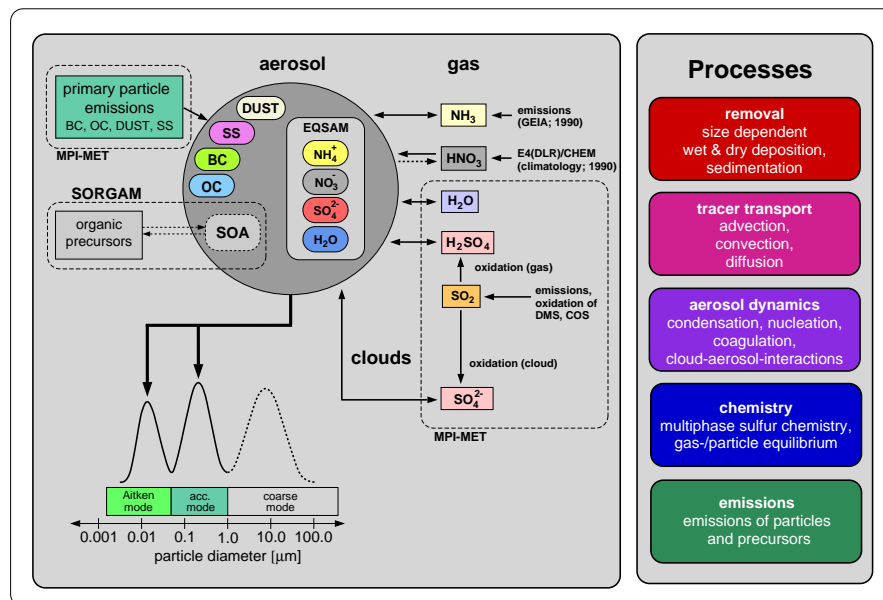 aerosol
gas
primary particle
emissions
BC, OC, DUST, SS
MPI-MET
DUST
SS
BC
OC
EQSAM
NH₄⁺
NO₃⁻
SO₄²⁻
H₂O
SORGAM
organic
precursors
SOA
NH₃
emissions
(GEIA; 1990)
HNO₃
E4(DLR)/CHEM
(climatology; 1990)
H₂O
H₂SO₄
oxidation (gas)
SO₂
emissions,
oxidation of
DMS, COS
oxidation (cloud)
clouds
SO₄²⁻
MPI-MET
Aitken
mode
acc.
mode
coarse
mode
0.001 0.01 0.1 1.0 10.0 100.0
particle diameter [µm]
Processes
removal
size dependent
wet & dry deposition,
sedimentation
tracer transport
advection,
convection,
diffusion
aerosol dynamics
condensation, nucleation,
coagulation,
cloud-aerosol-interactions
chemistry
multiphase sulfur chemistry,
gas-/particle equilibrium
emissions
emissions of particles
and precursors